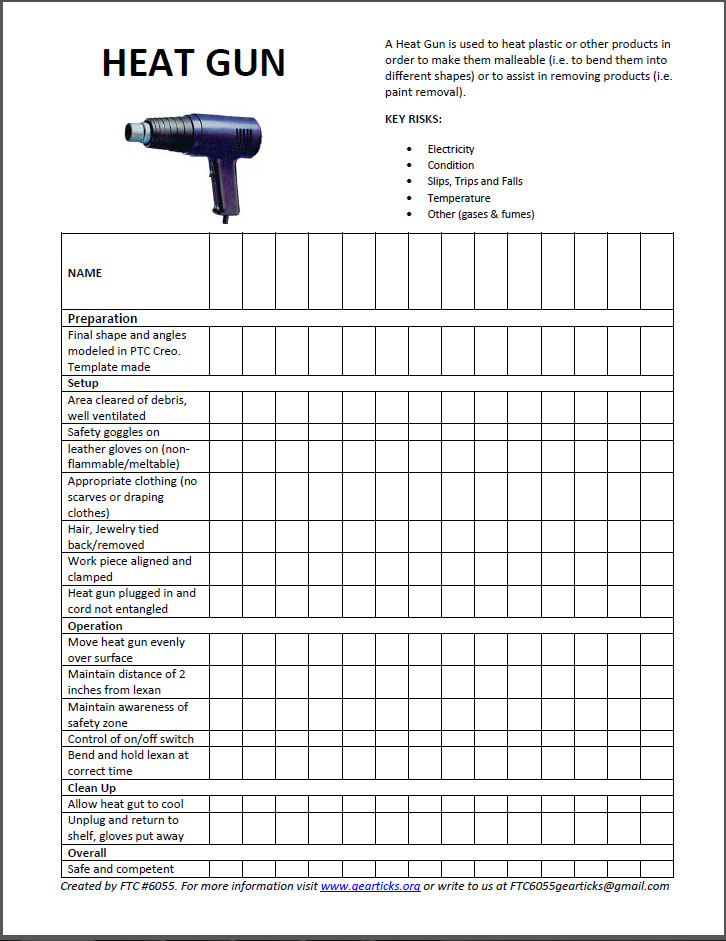 HEAT GUN
A Heat Gun is used to heat plastic or other products in
order to make them malleable (i.e. to bend them into
different shapes) or to assist in removing products (i.e.
paint removal).
KEY RISKS:
• Electricity
• Condition
• Slips, Trips and Falls
• Temperature
• Other (gases & fumes)
NAME
Preparation
Final shape and angles
modeled in PTC Creo.
Template made
Setup
Area cleared of debris,
well ventilated
Safety goggles on
leather gloves on (non-
flammable/meltable)
Appropriate clothing (no
scarves or draping
clothes)
Hair, Jewelry tied
back/removed
Work piece aligned and
clamped
Heat gun plugged in and
cord not entangled
Operation
Move heat gun evenly
over surface
Maintain distance of 2
inches from lexan
Maintain awareness of
safety zone
Control of on/off switch
Bend and hold lexan at
correct time
Clean Up
Allow heat gut to cool
Unplug and return to
shelf, gloves put away
Overall
Safe and competent
Created by FTC #6055. For more information visit www.gearticks.org or write to us at FTC6055gearticks@gmail.com